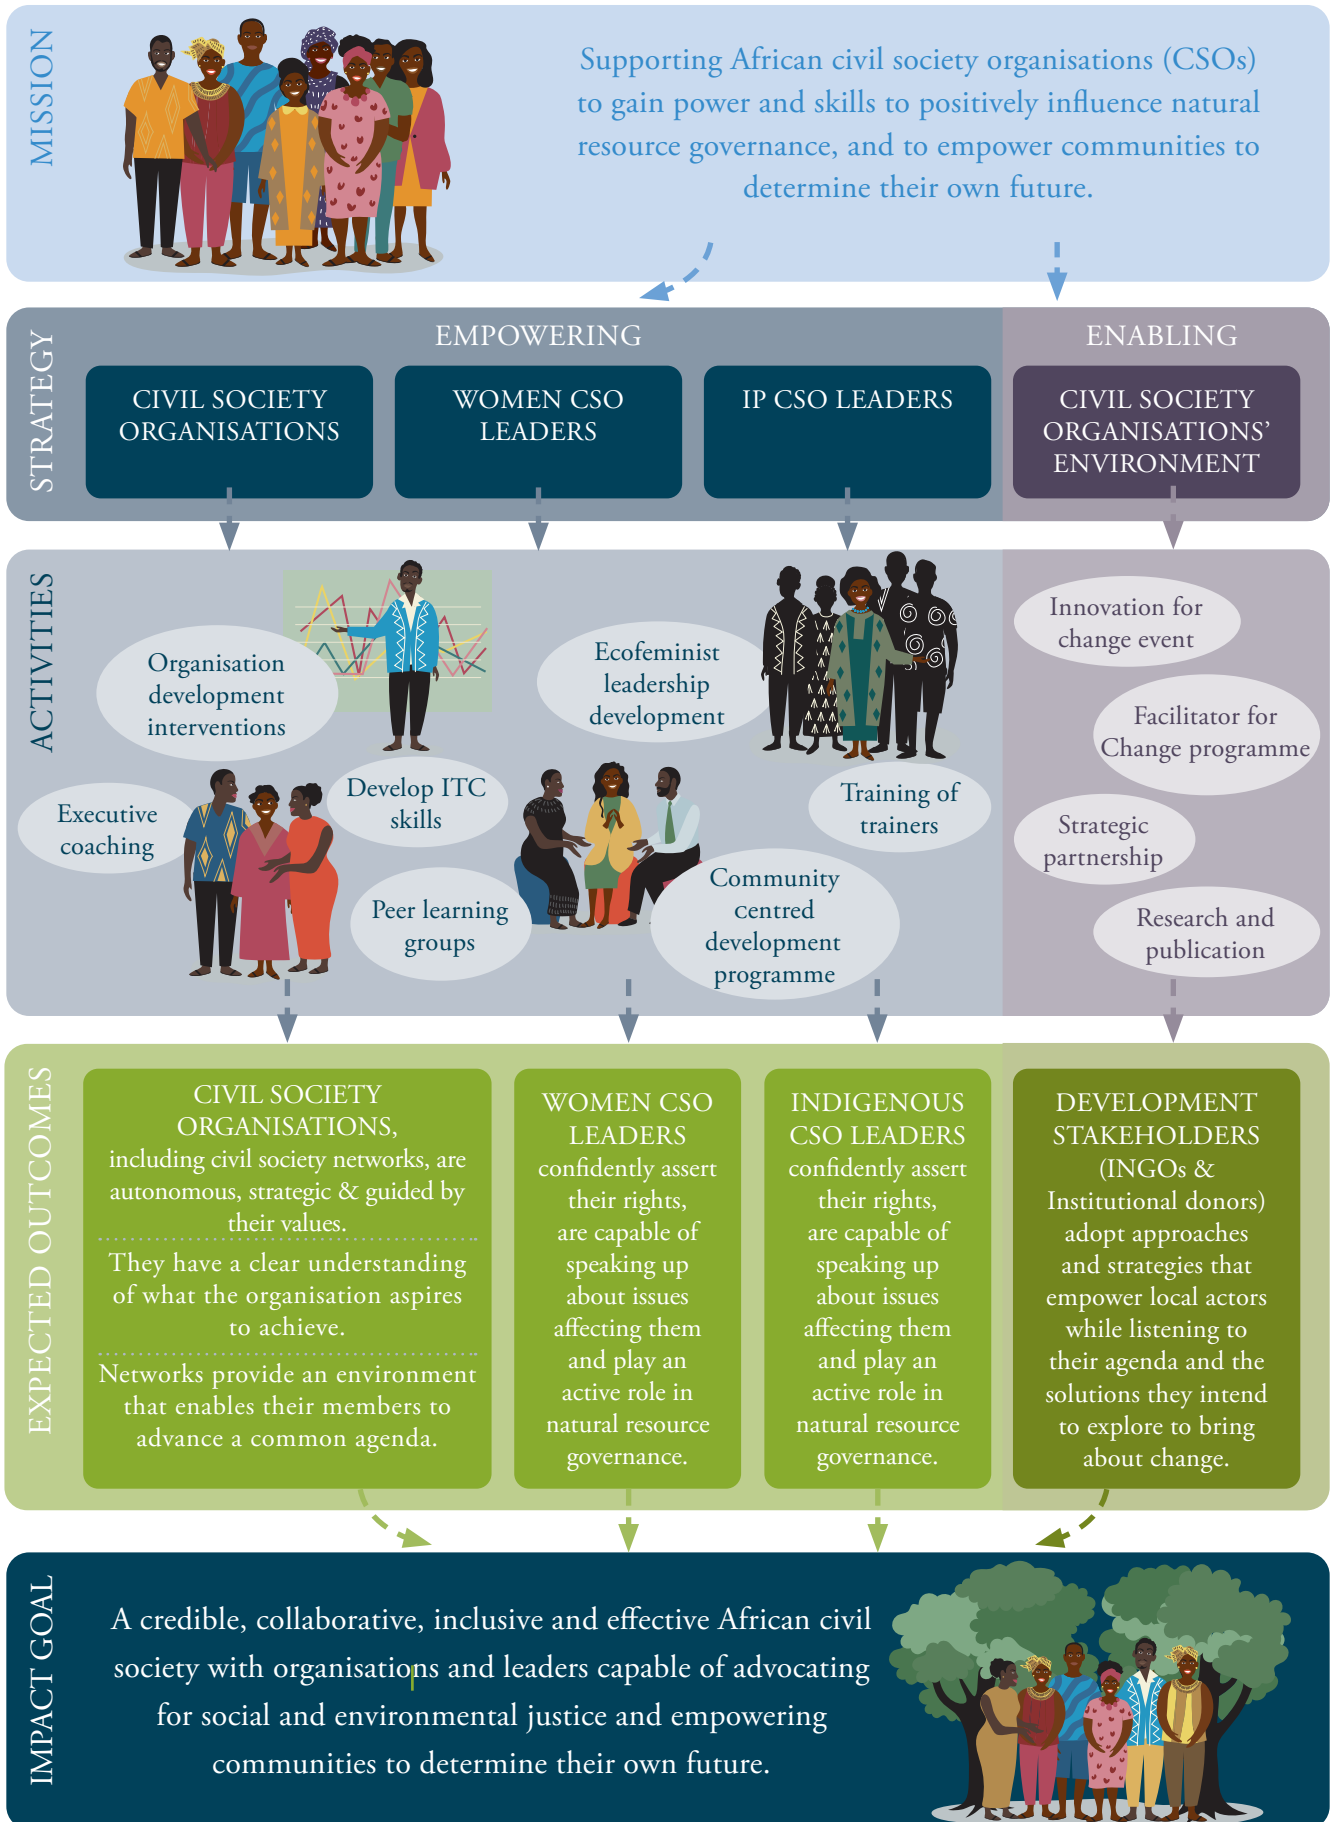 MISSION
Supporting African civil society organisations (CSOs)
to gain power and skills to positively influence natural
resource governance, and to empower communities to
determine their own future.
STRATEGY
EMPOWERING
CIVIL SOCIETY
ORGANISATIONS
WOMEN CSO
LEADERS
IP CSO LEADERS
ENABLING
CIVIL SOCIETY
ORGANISATIONS’
ENVIRONMENT
ACTIVITIES
Organisation
development
interventions
Executive
coaching
Develop ITC
skills
Peer learning
groups
Ecofeminist
leadership
development
Training of
trainers
Community
centred
development
programme
Innovation for
change event
Facilitator for
Change programme
Strategic
partnership
Research and
publication
EXPECTED OUTCOMES
CIVIL SOCIETY
ORGANISATIONS,
including civil society networks, are
autonomous, strategic & guided by
their values.
They have a clear understanding
of what the organisation aspires
to achieve.
Networks provide an environment
that enables their members to
advance a common agenda.
WOMEN CSO
LEADERS
confidently assert
their rights,
are capable of
speaking up
about issues
affecting them
and play an
active role in
natural resource
governance.
INDIGENOUS
CSO LEADERS
confidently assert
their rights,
are capable of
speaking up
about issues
affecting them
and play an
active role in
natural resource
governance.
DEVELOPMENT
STAKEHOLDERS
(INGOs &
Institutional donors)
adopt approaches
and strategies that
empower local actors
while listening to
their agenda and the
solutions they intend
to explore to bring
about change.
IMPACT GOAL
A credible, collaborative, inclusive and effective African civil
society with organisations and leaders capable of advocating
for social and environmental justice and empowering
communities to determine their own future.